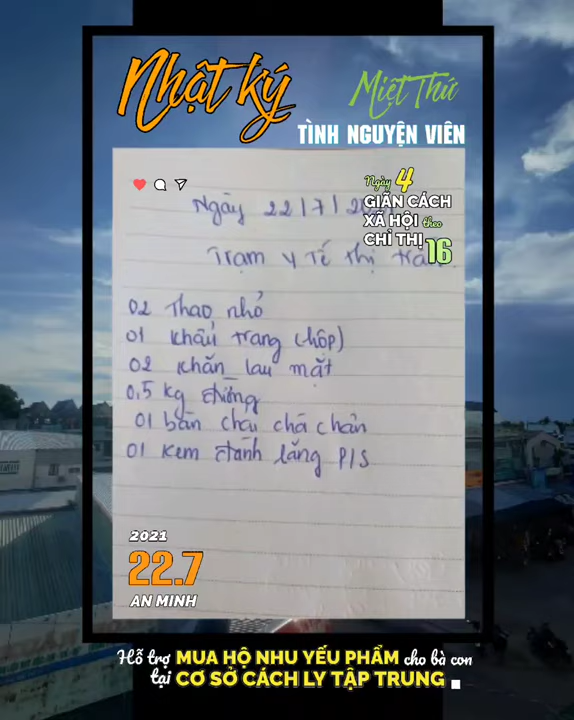 Nhật ký
Miệt Thứ
TÌNH NGUYỆN VIÊN
Ngày 4
GIÃN CÁCH
XÃ HỘI theo
CHỈ THỊ 16
Ngày 22/7/2
Trạm y tế thị trấn
02 Thao nhỏ
01 khẩu trang (hộp)
02 khăn lau mặt
0,5 kg đường
01 bàn chải chà chân
01 kem đánh răng P/S
2021
22.7
AN MINH
Hỗ trợ MUA HỘ NHU YẾU PHẨM cho bà con
tại CƠ SỞ CÁCH LY TẬP TRUNG